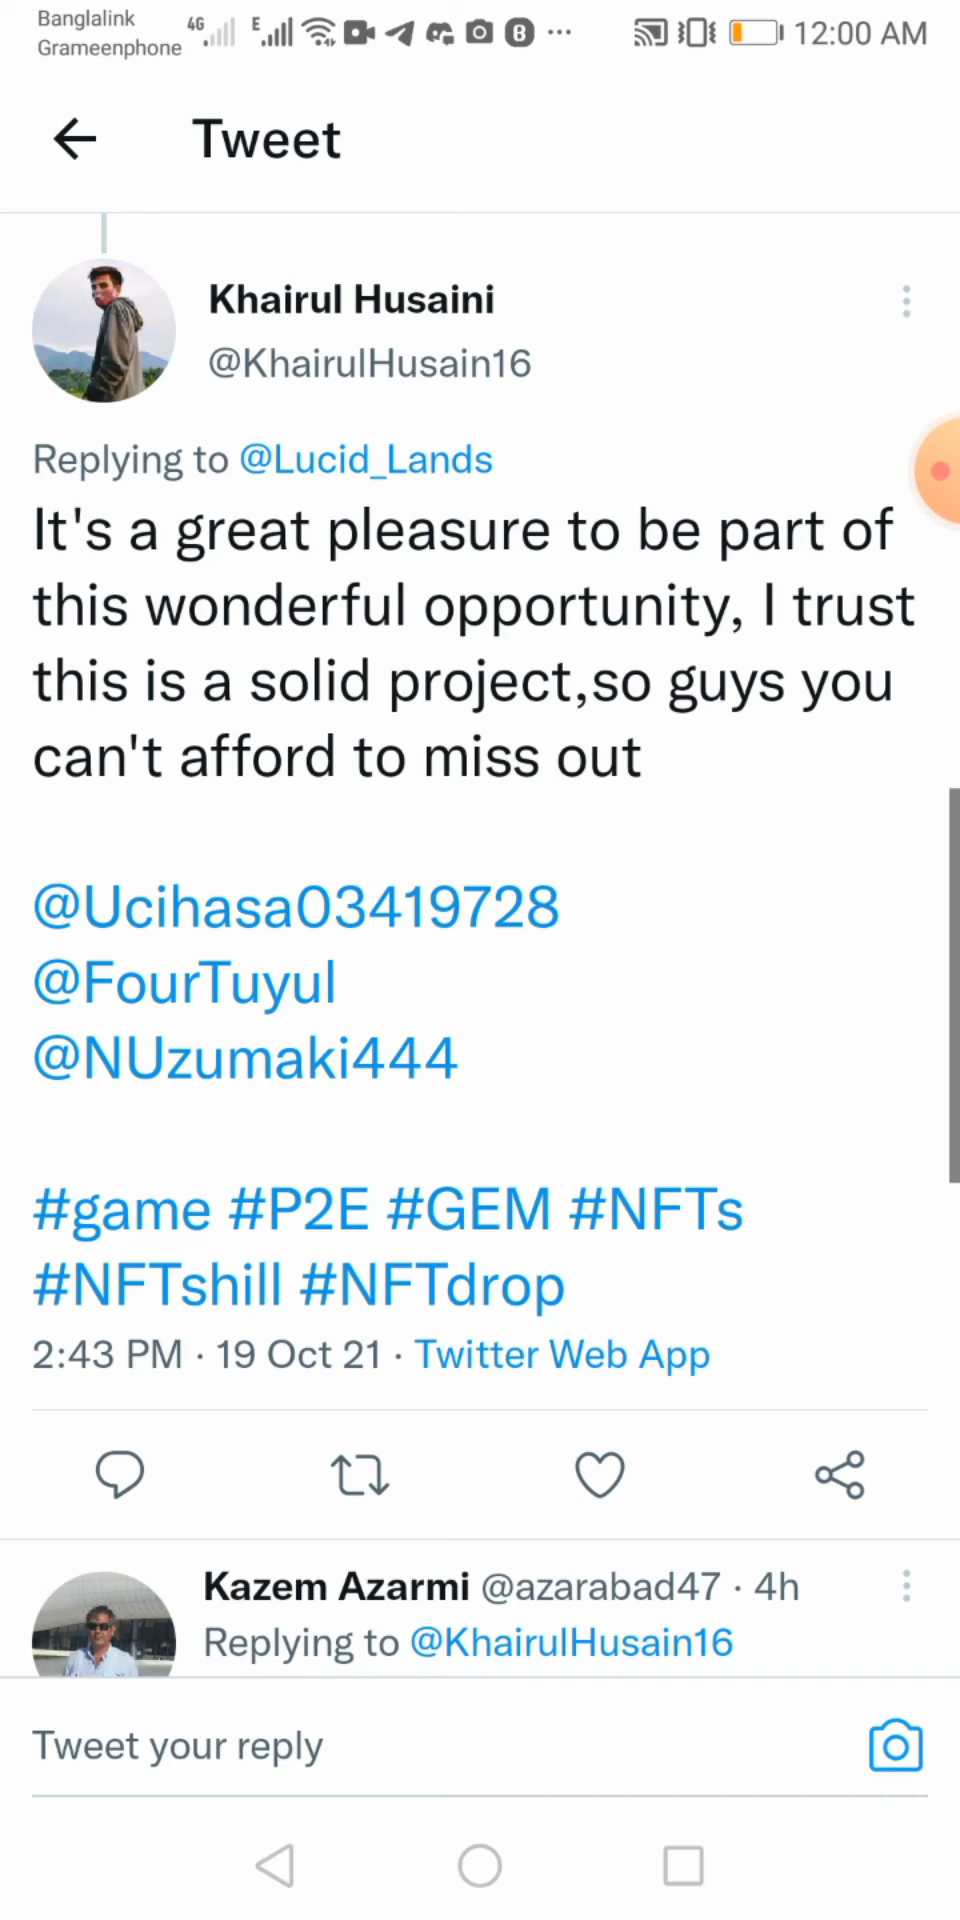 Banglalink
Grameenphone
4G
E
B
12:00 AM
Tweet
Khairul Husaini
@KhairulHusain16
Replying to @Lucid_Lands
It's a great pleasure to be part of
this wonderful opportunity, I trust
this is a solid project,so guys you
can't afford to miss out
@Ucihasa03419728
@FourTuyul
@NUzumaki444
#game #P2E #GEM #NFTs
#NFTshill #NFTdrop
2:43 PM · 19 Oct 21 · Twitter Web App
Kazem Azarmi @azarabad47 · 4h
Replying to @KhairulHusain16
Tweet your reply